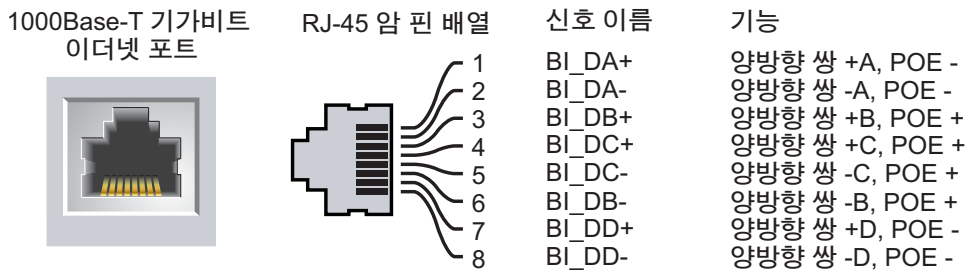 1000Base-T 기가비트
이더넷 포트
RJ-45 암 핀 배열 신호 이름 기능
1 BI_DA+ 양방향 쌍 +A, POE -
2 BI_DA- 양방향 쌍 -A, POE -
3 BI_DB+ 양방향 쌍 +B, POE +
4 BI_DC+ 양방향 쌍 +C, POE +
5 BI_DC- 양방향 쌍 -C, POE +
6 BI_DB- 양방향 쌍 -B, POE +
7 BI_DD+ 양방향 쌍 +D, POE -
8 BI_DD- 양방향 쌍 -D, POE -